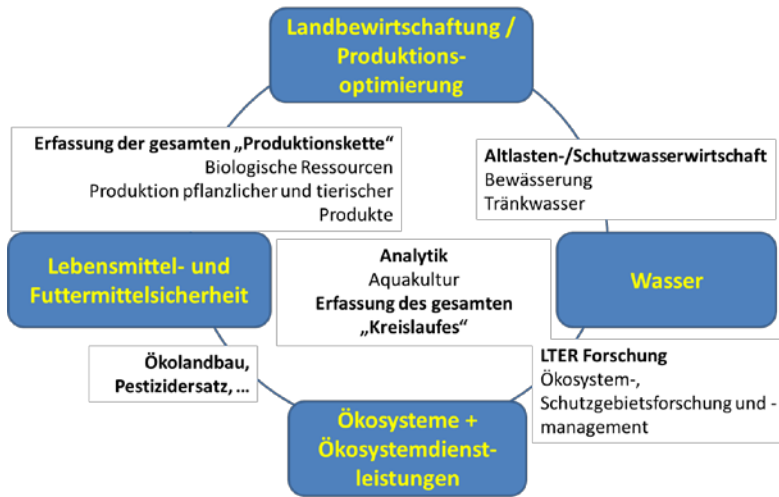 Landbewirtschaftung /
Produktions-
optimierung
Erfassung der gesamten „Produktionskette“
Biologische Ressourcen
Produktion pflanzlicher und tierischer
Produkte
Altlasten-/Schutzwasserwirtschaft
Bewässerung
Tränkwasser
Lebensmittel- und
Futtermittelsicherheit
Analytik
Aquakultur
Erfassung des gesamten
„Kreislaufes“
Wasser
Ökolandbau,
Pestizidersatz, ...
LTER Forschung
Ökosystem-,
Schutzgebietsforschung und -
management
Ökosysteme +
Ökosystemdienst-
leistungen